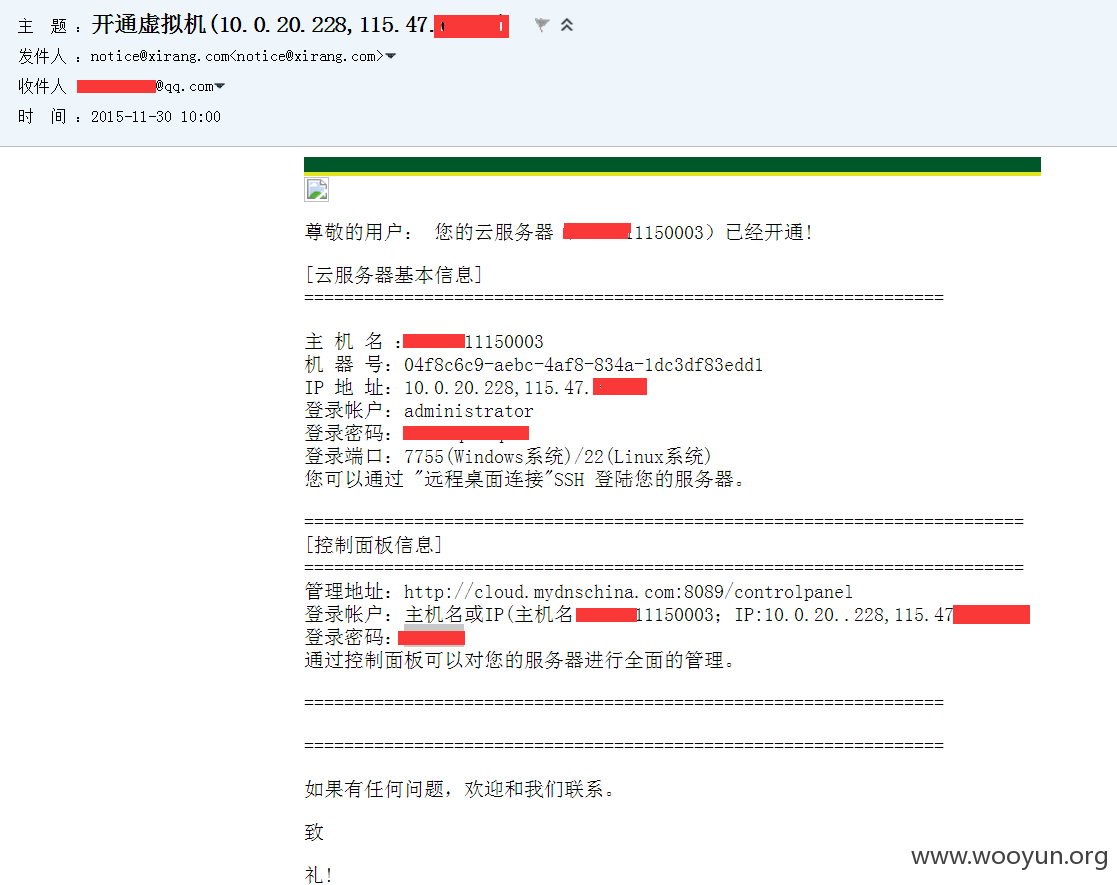 主 题：开通虚拟机(10.0.20.228,115.47.
发件人：notice@xirang.com<notice@xirang.com>
收件人 @qq.com
时 间：2015-11-30 10:00
尊敬的用户： 您的云服务器 11150003）已经开通!
[云服务器基本信息]
================================================================
主 机 名：11150003
机 器 号：04f8c6c9-aebc-4af8-834a-1dc3df83edd1
IP 地 址：10.0.20.228,115.47.
登录帐户：administrator
登录密码：
登录端口：7755(Windows系统)/22(Linux系统)
您可以通过 "远程桌面连接"SSH 登陆您的服务器。
========================================================================
[控制面板信息]
========================================================================
管理地址：http://cloud.mydnschina.com:8089/controlpanel
登录帐户：主机名或IP(主机名11150003；IP:10.0.20..228,115.47
登录密码：
通过控制面板可以对您的服务器进行全面的管理。
================================================================
================================================================
如果有任何问题，欢迎和我们联系。
致
礼!
www.wooyun.org